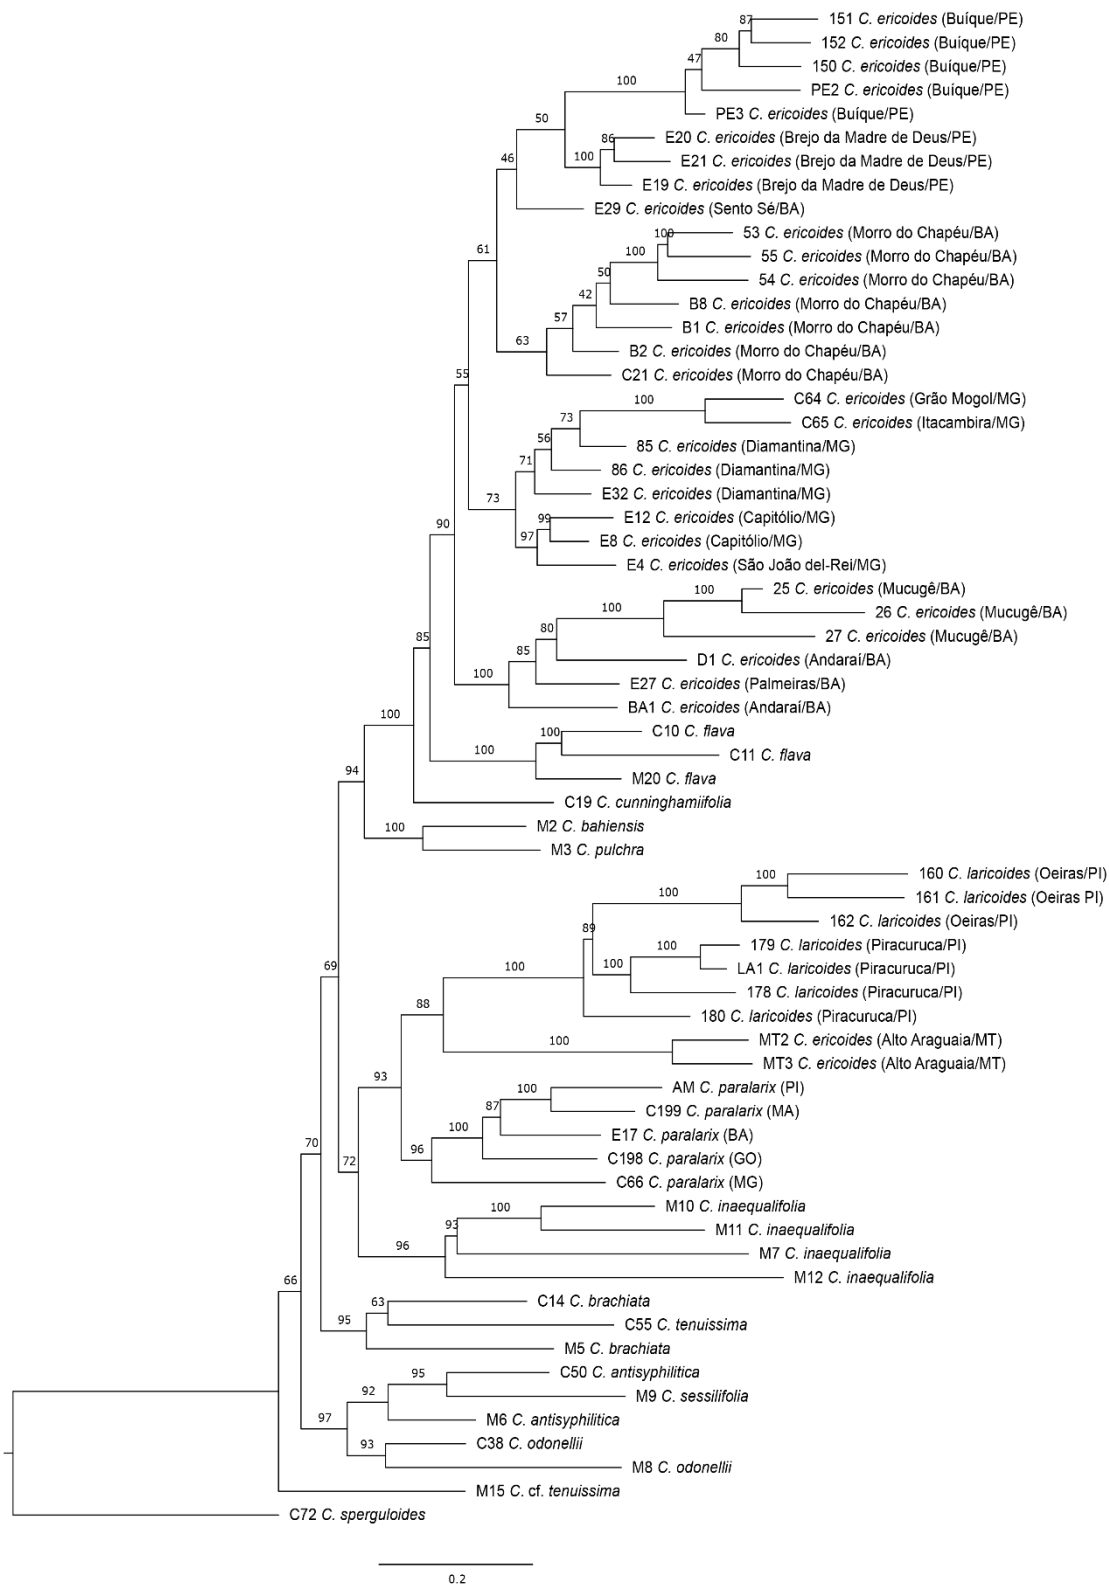 87
151 C. ericoides (Buíque/PE)
80
152 C. ericoides (Buíque/PE)
47
150 C. ericoides (Buíque/PE)
100
PE2 C. ericoides (Buíque/PE)
PE3 C. ericoides (Buíque/PE)
50
86
E20 C. ericoides (Brejo da Madre de Deus/PE)
100
E21 C. ericoides (Brejo da Madre de Deus/PE)
46
E19 C. ericoides (Brejo da Madre de Deus/PE)
E29 C. ericoides (Sento Sé/BA)
61
100
53 C. ericoides (Morro do Chapéu/BA)
100
55 C. ericoides (Morro do Chapéu/BA)
50
54 C. ericoides (Morro do Chapéu/BA)
42
B8 C. ericoides (Morro do Chapéu/BA)
57
B1 C. ericoides (Morro do Chapéu/BA)
63
B2 C. ericoides (Morro do Chapéu/BA)
C21 C. ericoides (Morro do Chapéu/BA)
55
100
C64 C. ericoides (Grão Mogol/MG)
73
C65 C. ericoides (Itacambira/MG)
56
85 C. ericoides (Diamantina/MG)
71
86 C. ericoides (Diamantina/MG)
73
E32 C. ericoides (Diamantina/MG)
99
E12 C. ericoides (Capitólio/MG)
97
E8 C. ericoides (Capitólio/MG)
E4 C. ericoides (São João del-Rei/MG)
90
100
25 C. ericoides (Mucugê/BA)
100
26 C. ericoides (Mucugê/BA)
80
27 C. ericoides (Mucugê/BA)
85
D1 C. ericoides (Andaraí/BA)
100
E27 C. ericoides (Palmeiras/BA)
BA1 C. ericoides (Andaraí/BA)
85
100
C10 C. flava
100
C11 C. flava
M20 C. flava
100
C19 C. cunninghamiifolia
94
100
M2 C. bahiensis
M3 C. pulchra
100
160 C. laricoides (Oeiras/PI)
100
161 C. laricoides (Oeiras PI)
162 C. laricoides (Oeiras/PI)
89
100
179 C. laricoides (Piracuruca/PI)
100
LA1 C. laricoides (Piracuruca/PI)
69
100
178 C. laricoides (Piracuruca/PI)
88
180 C. laricoides (Piracuruca/PI)
100
MT2 C. ericoides (Alto Araguaia/MT)
MT3 C. ericoides (Alto Araguaia/MT)
93
100
AM C. paralarix (PI)
87
C199 C. paralarix (MA)
100
E17 C. paralarix (BA)
96
C198 C. paralarix (GO)
C66 C. paralarix (MG)
70
72
100
M10 C. inaequalifolia
93
M11 C. inaequalifolia
96
M7 C. inaequalifolia
M12 C. inaequalifolia
66
63
C14 C. brachiata
95
C55 C. tenuissima
M5 C. brachiata
95
C50 C. antisyphilitica
92
M9 C. sessilifolia
97
M6 C. antisyphilitica
93
C38 C. odonellii
M8 C. odonellii
M15 C. cf. tenuissima
C72 C. sperguloides
0.2